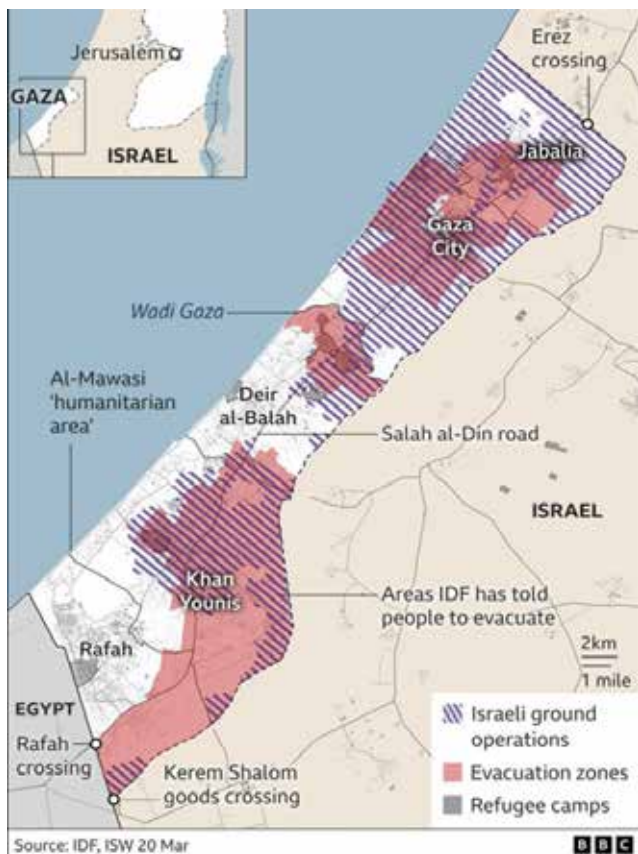 Jerusalem
GAZA
ISRAEL
Erez
crossing
Jabalia
Gaza
City
Wadi Gaza
Al-Mawasi
'humanitarian
area'
Deir
al-Balah
Salah al-Din road
ISRAEL
Khan
Younis
Areas IDF has told
people to evacuate
Rafah
2km
1 mile
EGYPT
Rafah
crossing
Kerem Shalom
goods crossing
Israeli ground
operations
Evacuation zones
Refugee camps
Source: IDF, ISW 20 Mar
BBC